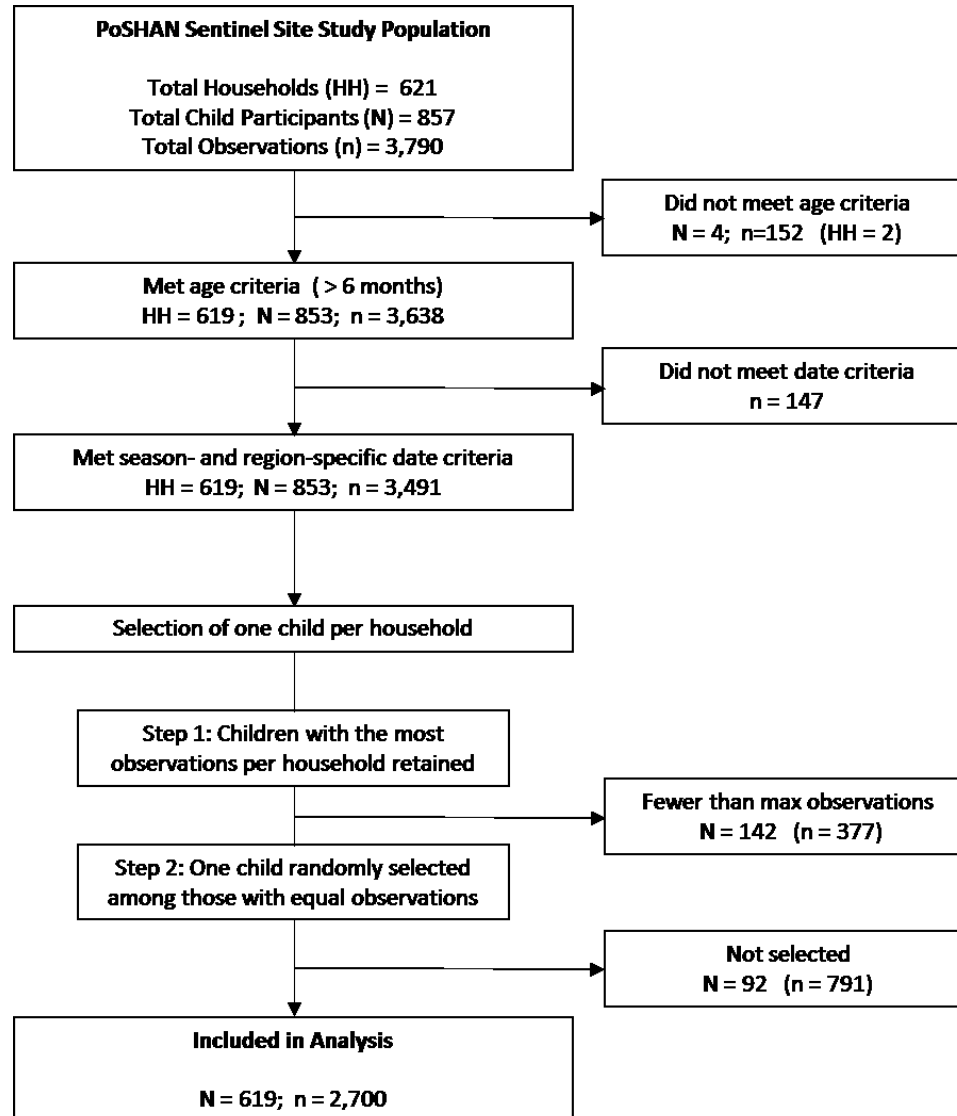 PoSHAN Sentinel Site Study Population
Total Households (HH) = 621
Total Child Participants (N) = 857
Total Observations (n) = 3,790
Did not meet age criteria
N = 4; n=152 (HH = 2)
Met age criteria ( > 6 months)
HH = 619 ; N = 853; n = 3,638
Did not meet date criteria
n = 147
Met season- and region-specific date criteria
HH = 619; N = 853; n = 3,491
Selection of one child per household
Step 1: Children with the most
observations per household retained
Fewer than max observations
N = 142 (n = 377)
Step 2: One child randomly selected
among those with equal observations
Not selected
N = 92 (n = 791)
Included in Analysis
N = 619; n = 2,700